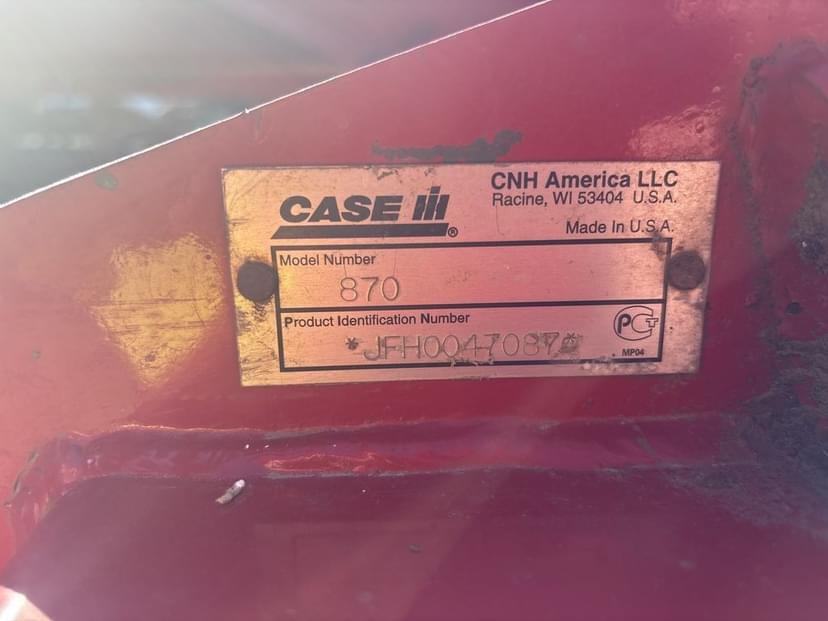 CASE IH®
CNH America LLC
Racine, WI 53404 U.S.A.
Made In U.S.A.
Model Number
870
Product Identification Number
*JFH0047087*
PCT
MP04